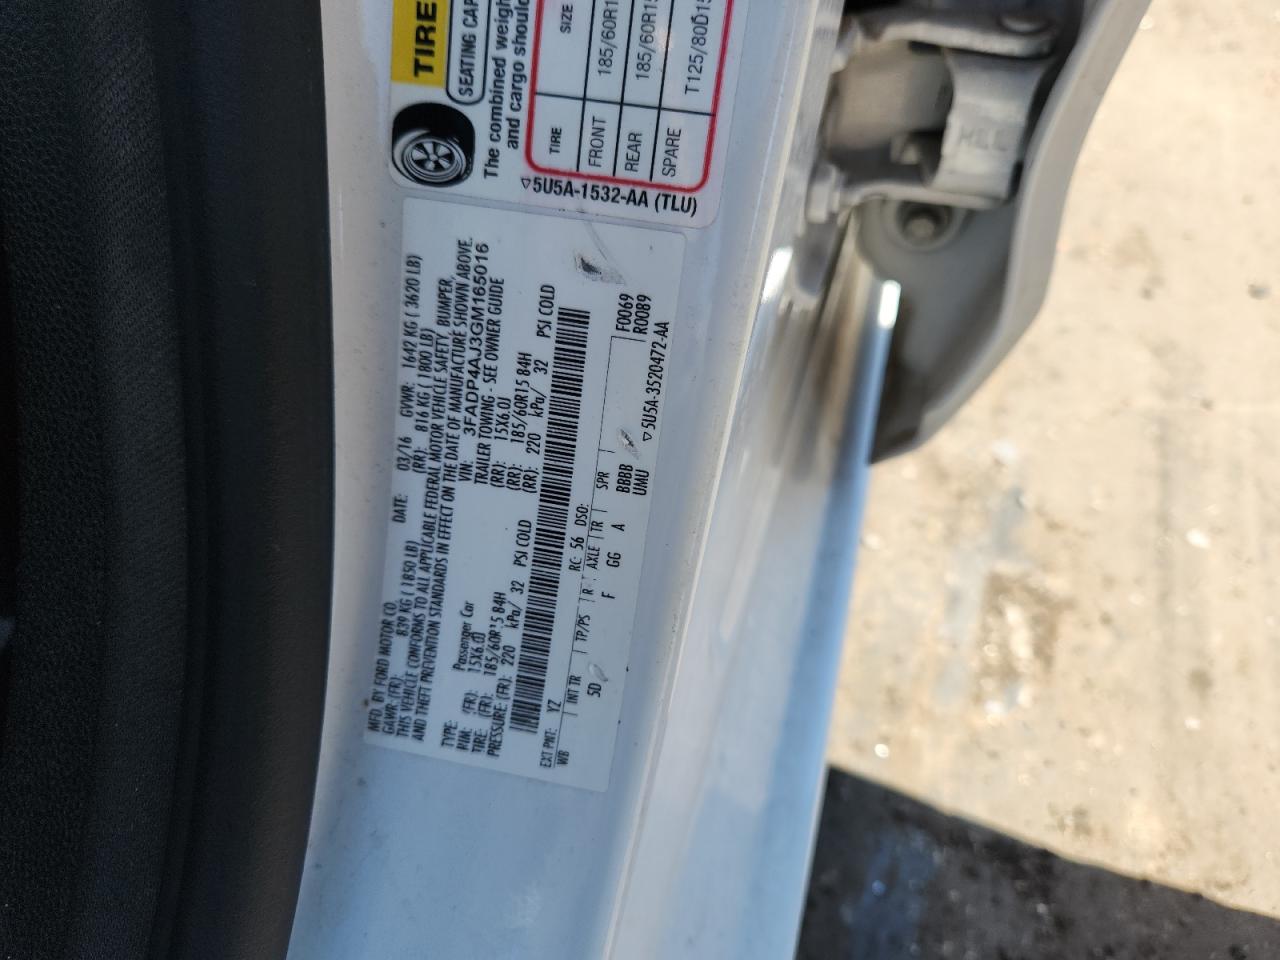 TIRE
SEATING CAP
The combined weigh
and cargo should
TIRE SIZE
FRONT 185/60R1
REAR 185/60R15
SPARE T125/80D15
5U5A-1532-AA (TLU)
MFD. BY FORD MOTOR CO.
DATE: 03/16 GVWR: 1642 KG ( 3620 LB)
GAWR (FR): 839 KG ( 1850 LB) (RR): 816 KG ( 1800 LB)
THIS VEHICLE CONFORMS TO ALL APPLICABLE FEDERAL MOTOR VEHICLE SAFETY, BUMPER,
AND THEFT PREVENTION STANDARDS IN EFFECT ON THE DATE OF MANUFACTURE SHOWN ABOVE.
VIN: 3FADP4AJ3GM165016
TYPE: Passenger Car TRAILER TOWING - SEE OWNER GUIDE
RIM: (FR): 15X6.0J (RR): 15X6.0J
TIRE: (FR): 185/60R15 84H (RR): 185/60R15 84H
PRESSURE: (FR): 220 kPa/ 32 PSI COLD (RR): 220 kPa/ 32 PSI COLD
EXT PNT: YZ RC: 56 DSO:
WB INT TR TP/PS R AXLE TR SPR
5D F GG A BBBB
UMU
F0069
R0089
5U5A-3520472-AA